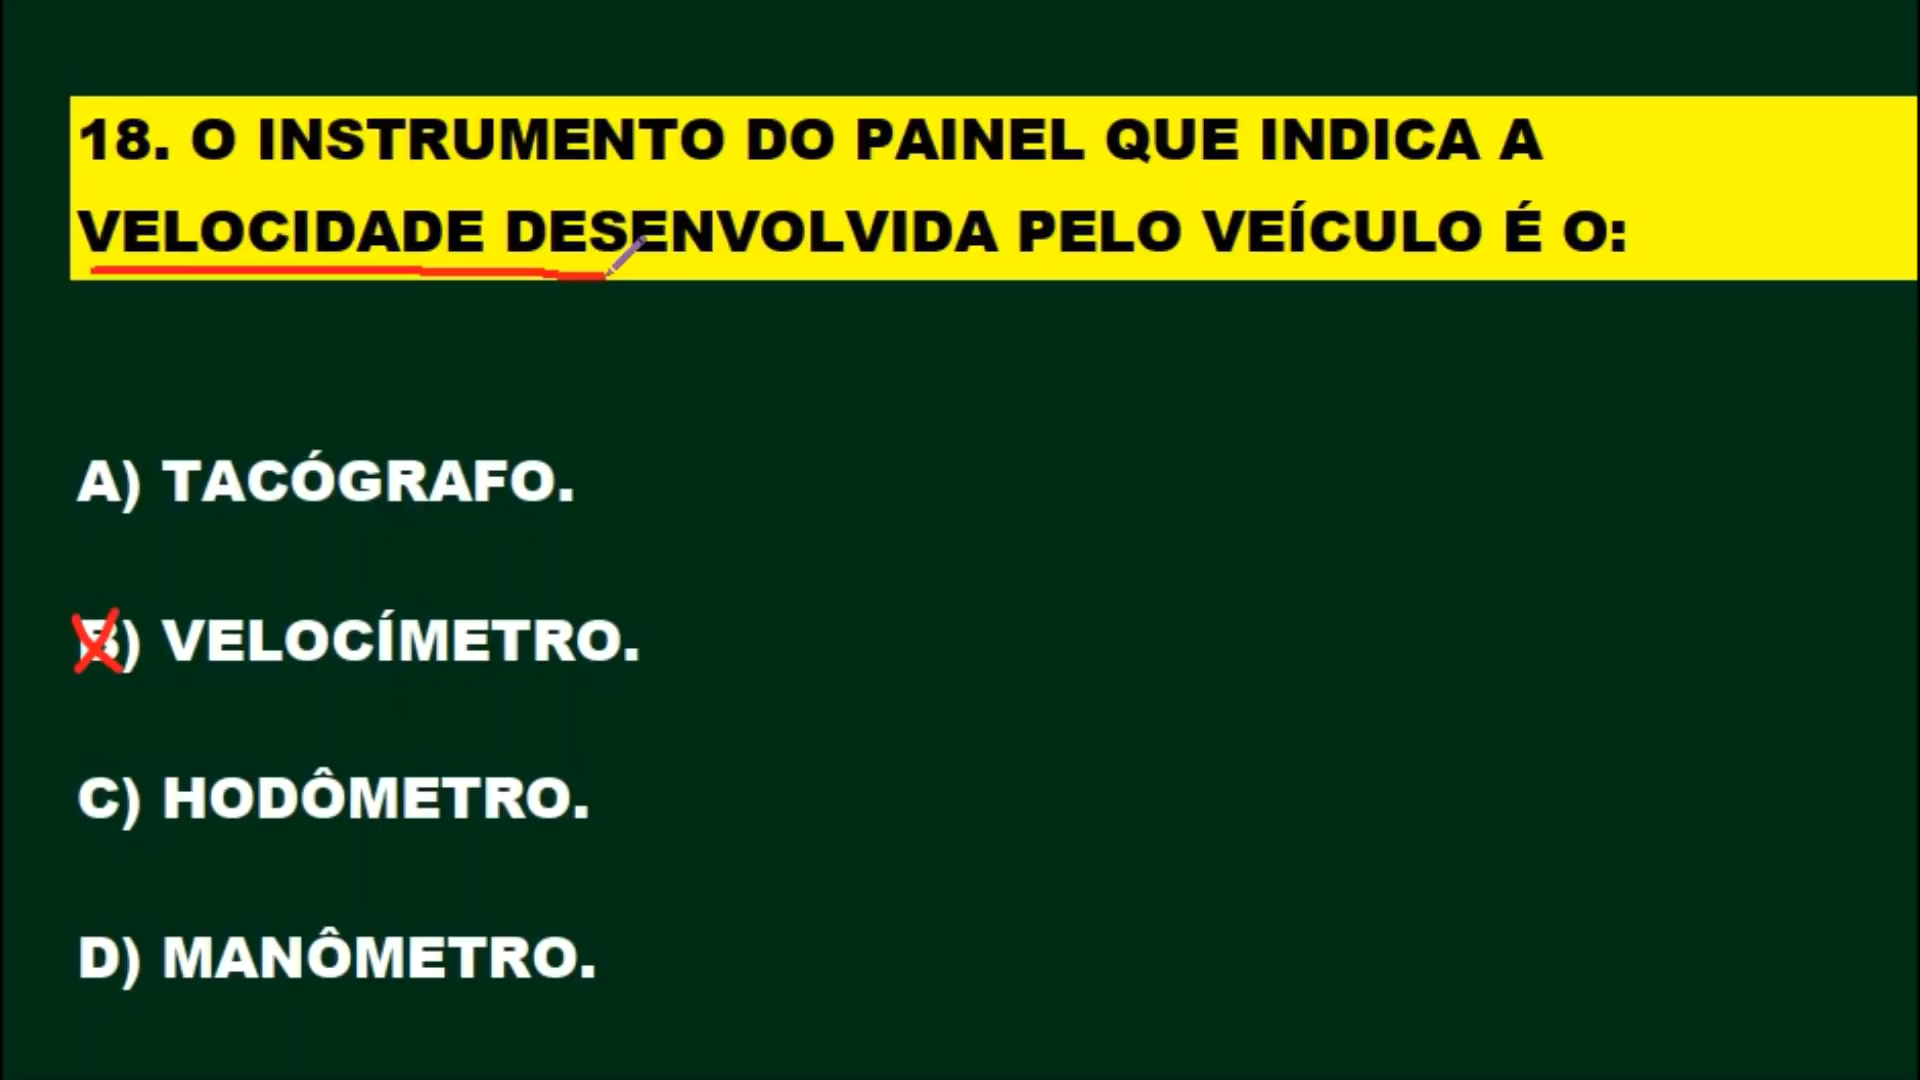 18. O INSTRUMENTO DO PAINEL QUE INDICA A
VELOCIDADE DESENVOLVIDA PELO VEÍCULO É O:
A) TACÓGRAFO.
B) VELOCÍMETRO.
C) HODÔMETRO.
D) MANÔMETRO.